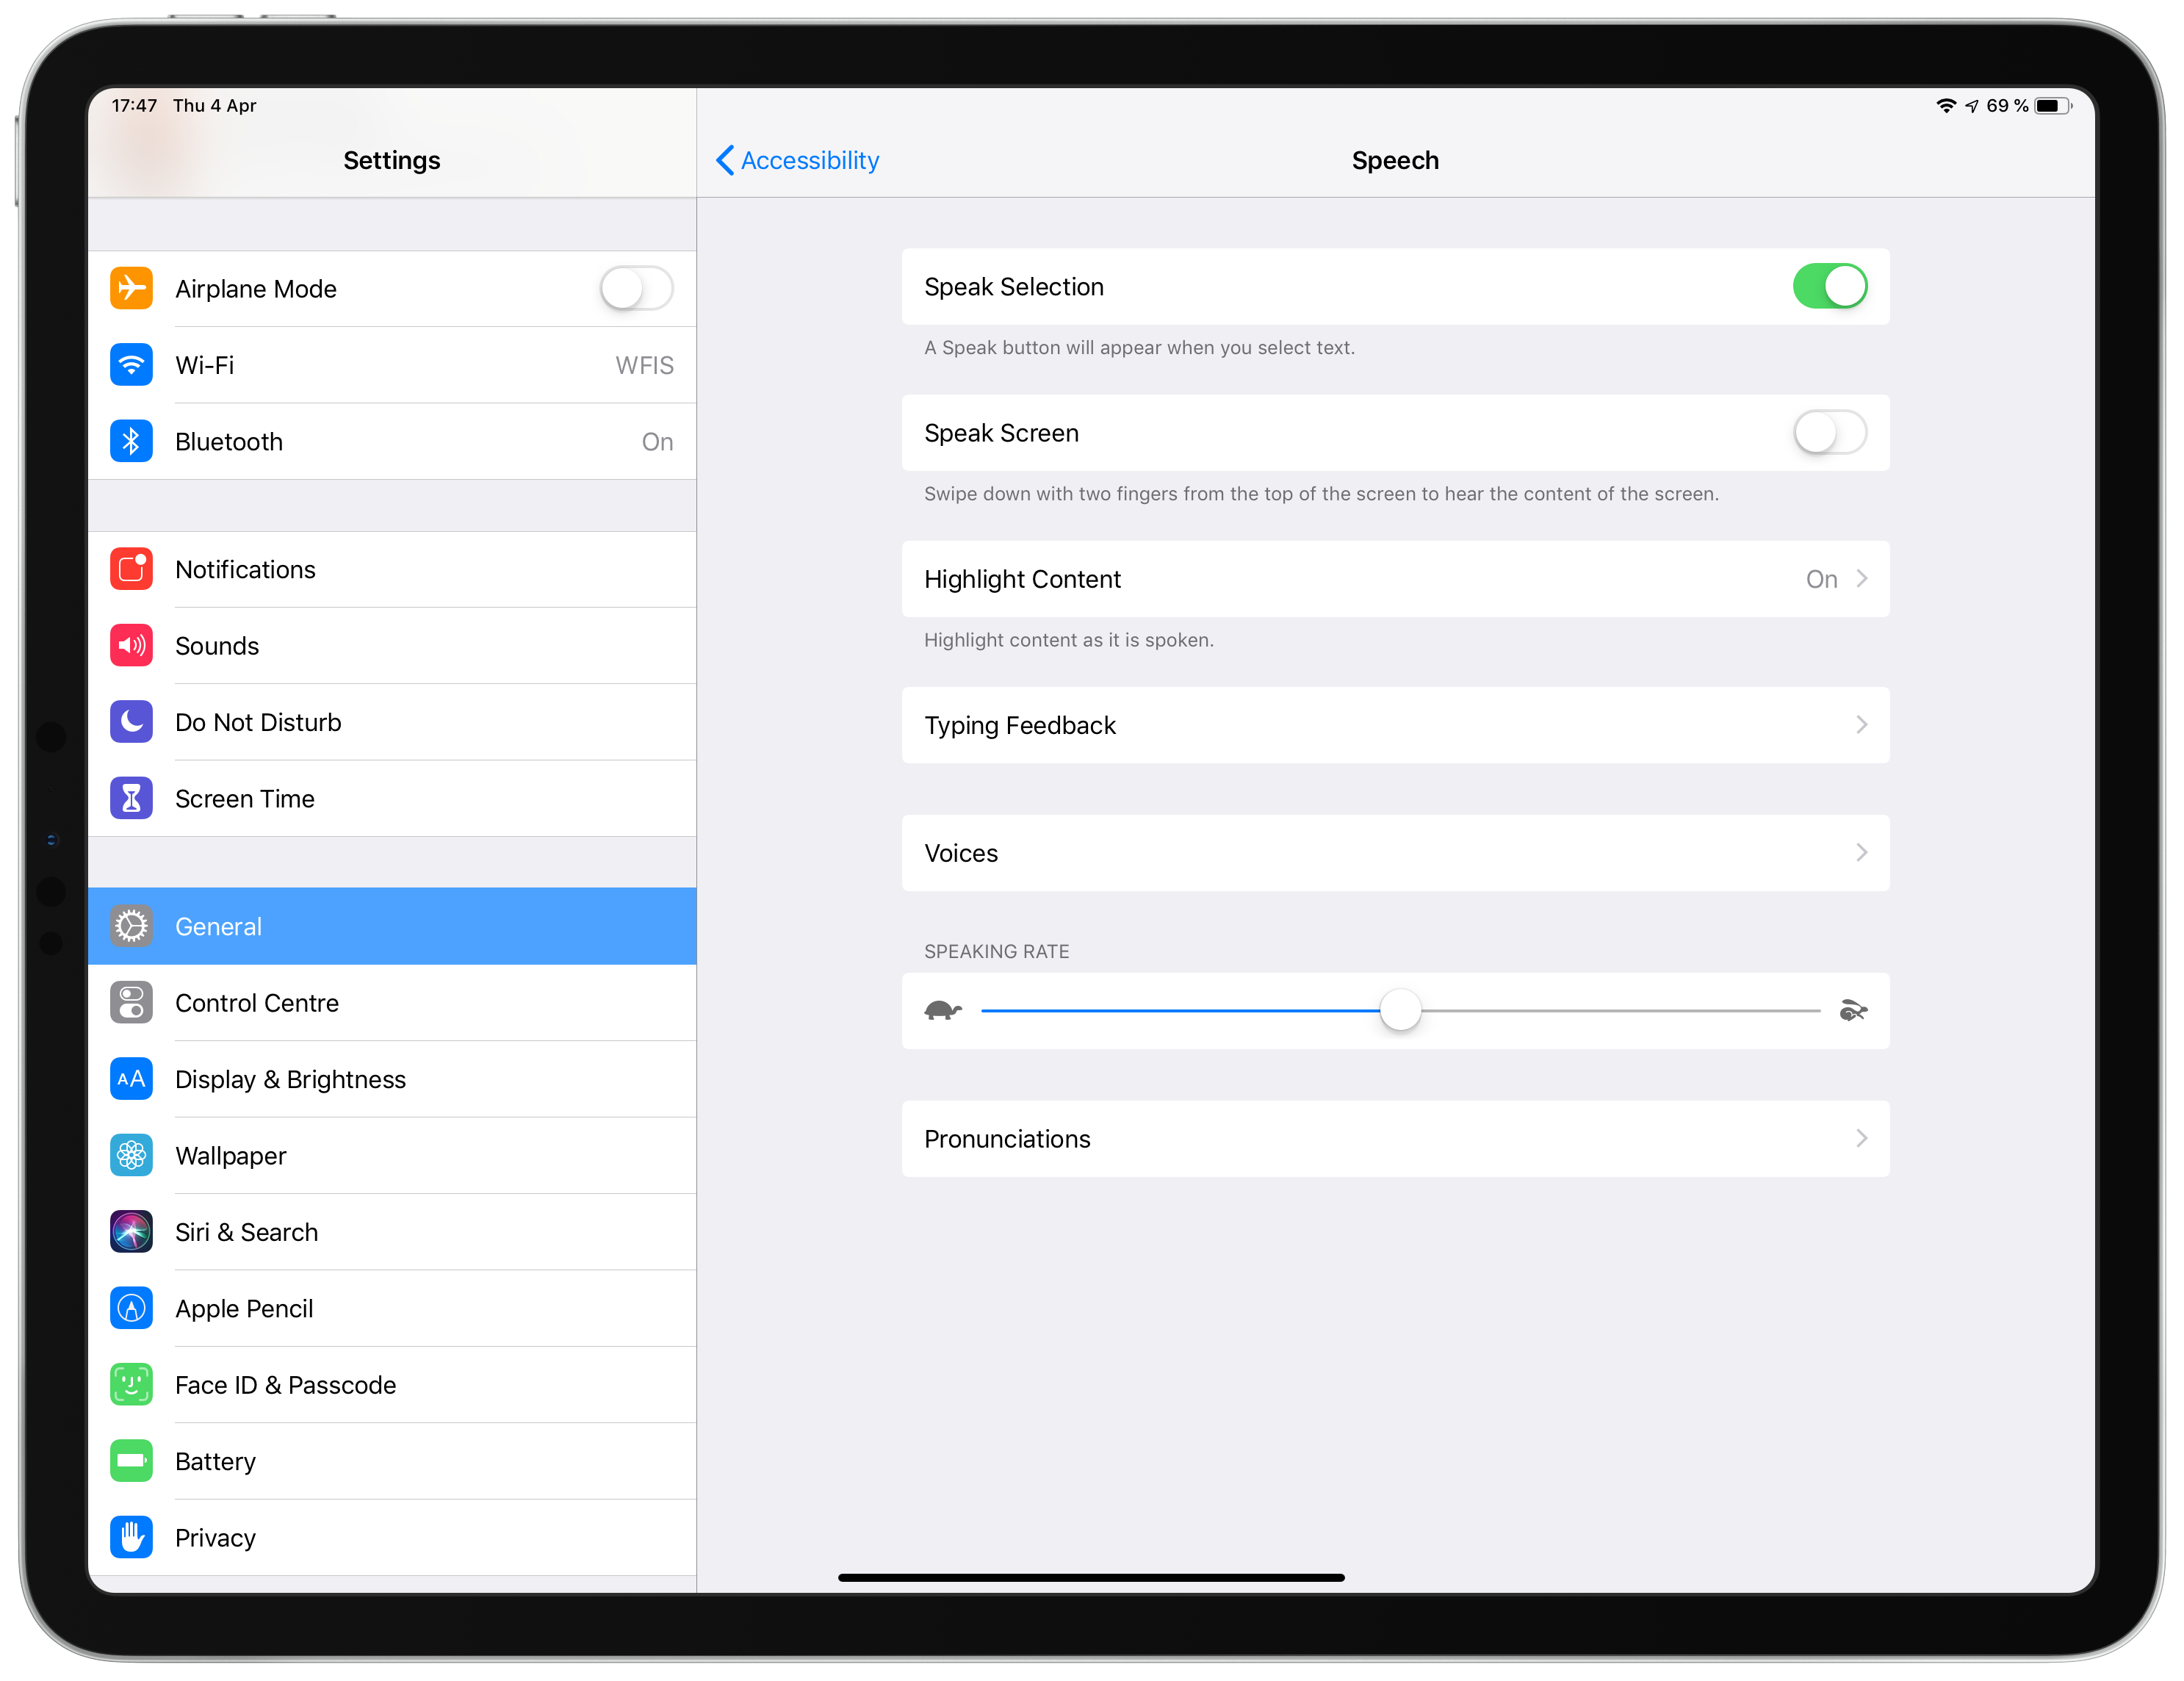 17:47 Thu 4 Apr
69 %
Settings
Airplane Mode
Wi-Fi WFIS
Bluetooth On
Notifications
Sounds
Do Not Disturb
Screen Time
General
Control Centre
AA Display & Brightness
Wallpaper
Siri & Search
Apple Pencil
Face ID & Passcode
Battery
Privacy
Accessibility
Speech
Speak Selection
A Speak button will appear when you select text.
Speak Screen
Swipe down with two fingers from the top of the screen to hear the content of the screen.
Highlight Content On
Highlight content as it is spoken.
Typing Feedback
Voices
SPEAKING RATE
Pronunciations